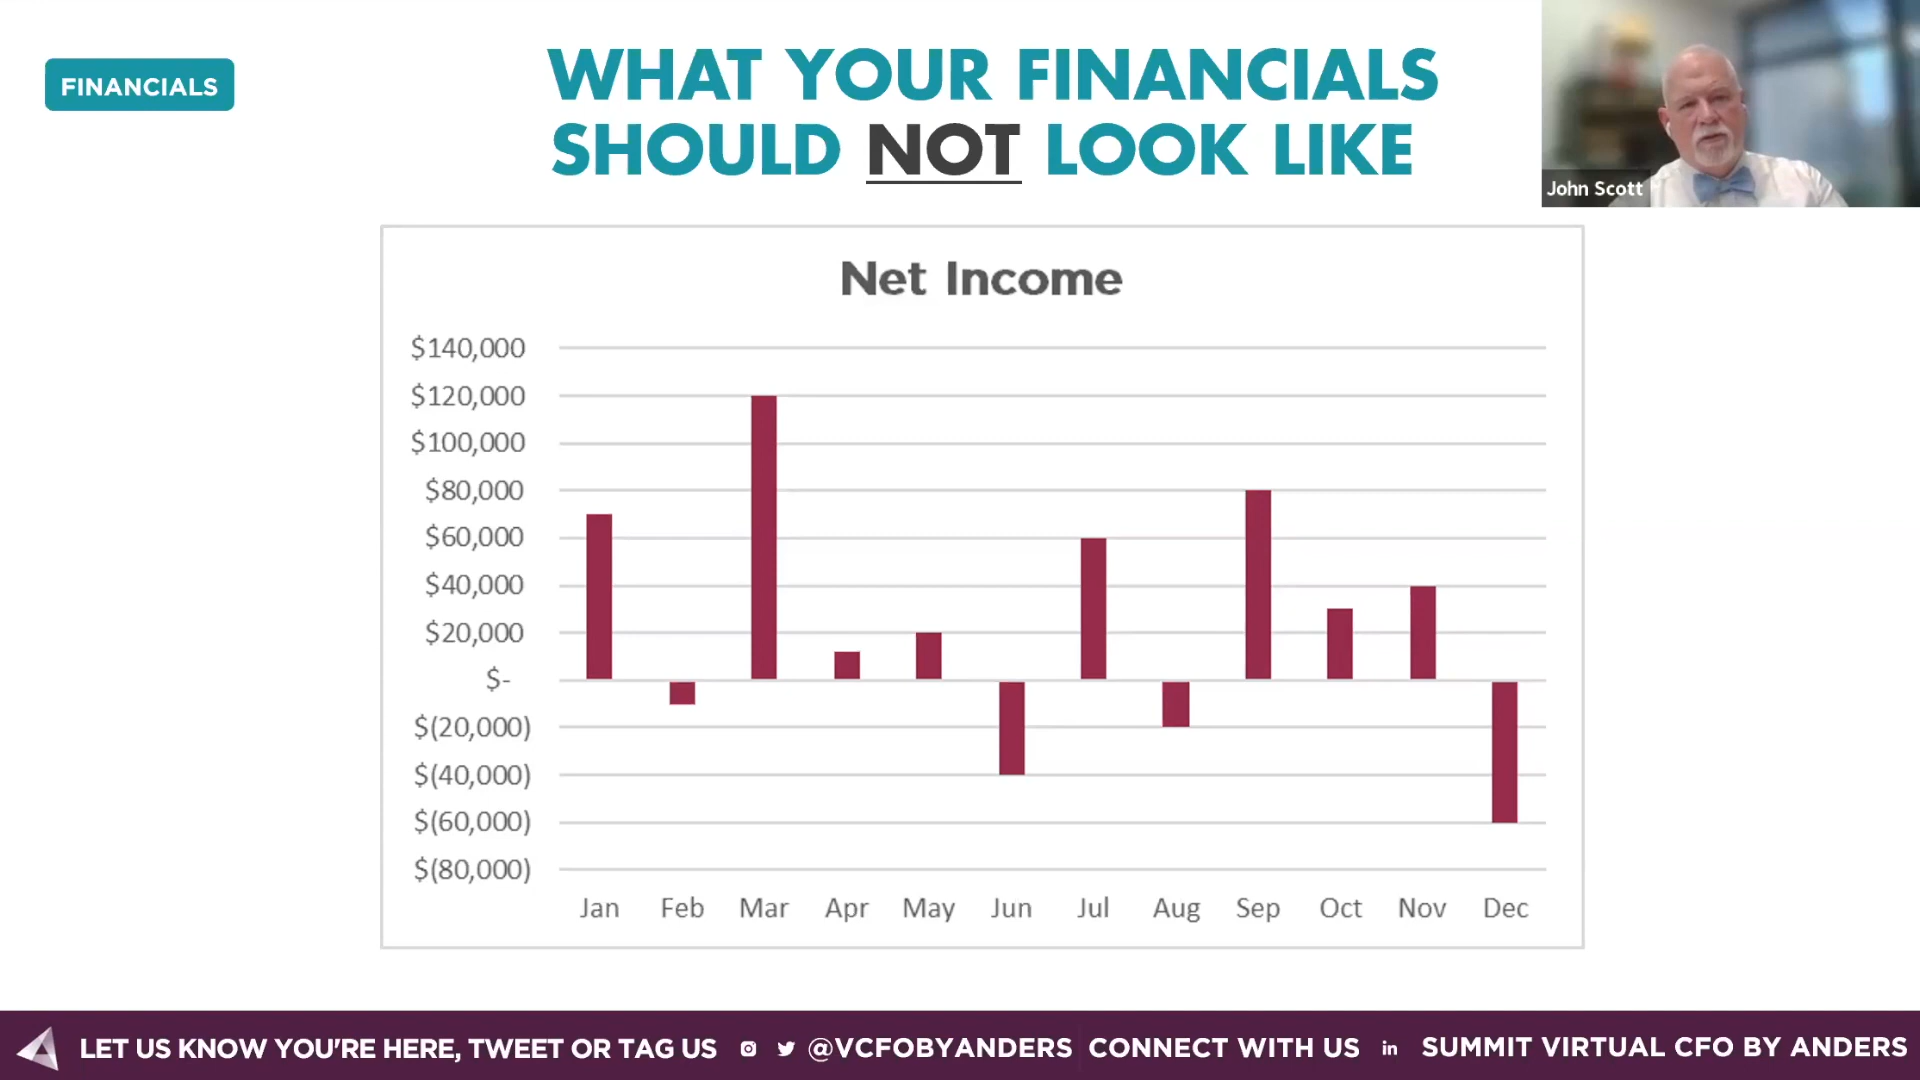 FINANCIALS
WHAT YOUR FINANCIALS
SHOULD NOT LOOK LIKE
John Scott
Net Income
$140,000
$120,000
$100,000
$80,000
$60,000
$40,000
$20,000
$-
$(20,000)
$(40,000)
$(60,000)
$(80,000)
Jan Feb Mar Apr May Jun Jul Aug Sep Oct Nov Dec
LET US KNOW YOU'RE HERE, TWEET OR TAG US @VCFOBYANDERS CONNECT WITH US in SUMMIT VIRTUAL CFO BY ANDERS